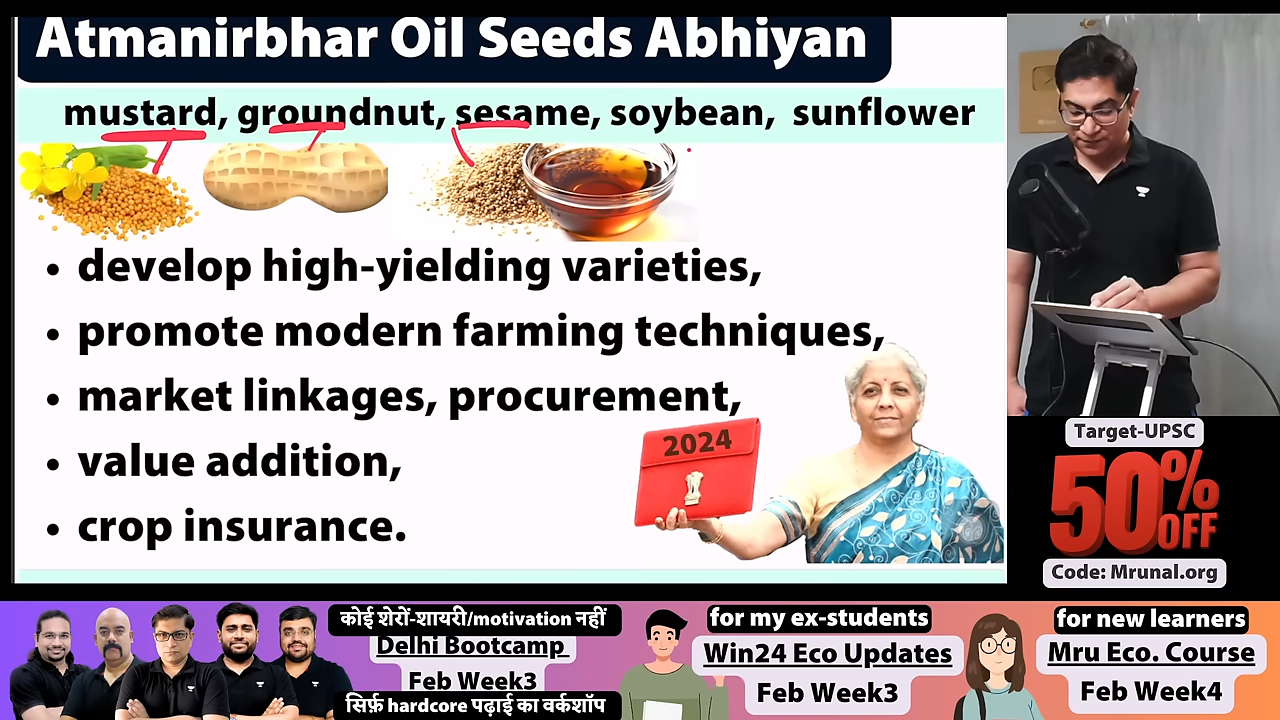 Atmanirbhar Oil Seeds Abhiyan
mustard, groundnut, sesame, soybean, sunflower
• develop high-yielding varieties,
• promote modern farming techniques,
• market linkages, procurement,
• value addition,
• crop insurance.
2024
Target-UPSC
50%
OFF
Code: Mrunal.org
कोई शेरों-शायरी/motivation नहीं
Delhi Bootcamp
Feb Week3
सिर्फ़ hardcore पढ़ाई का वर्कशॉप
for my ex-students
Win24 Eco Updates
Feb Week3
for new learners
Mru Eco. Course
Feb Week4